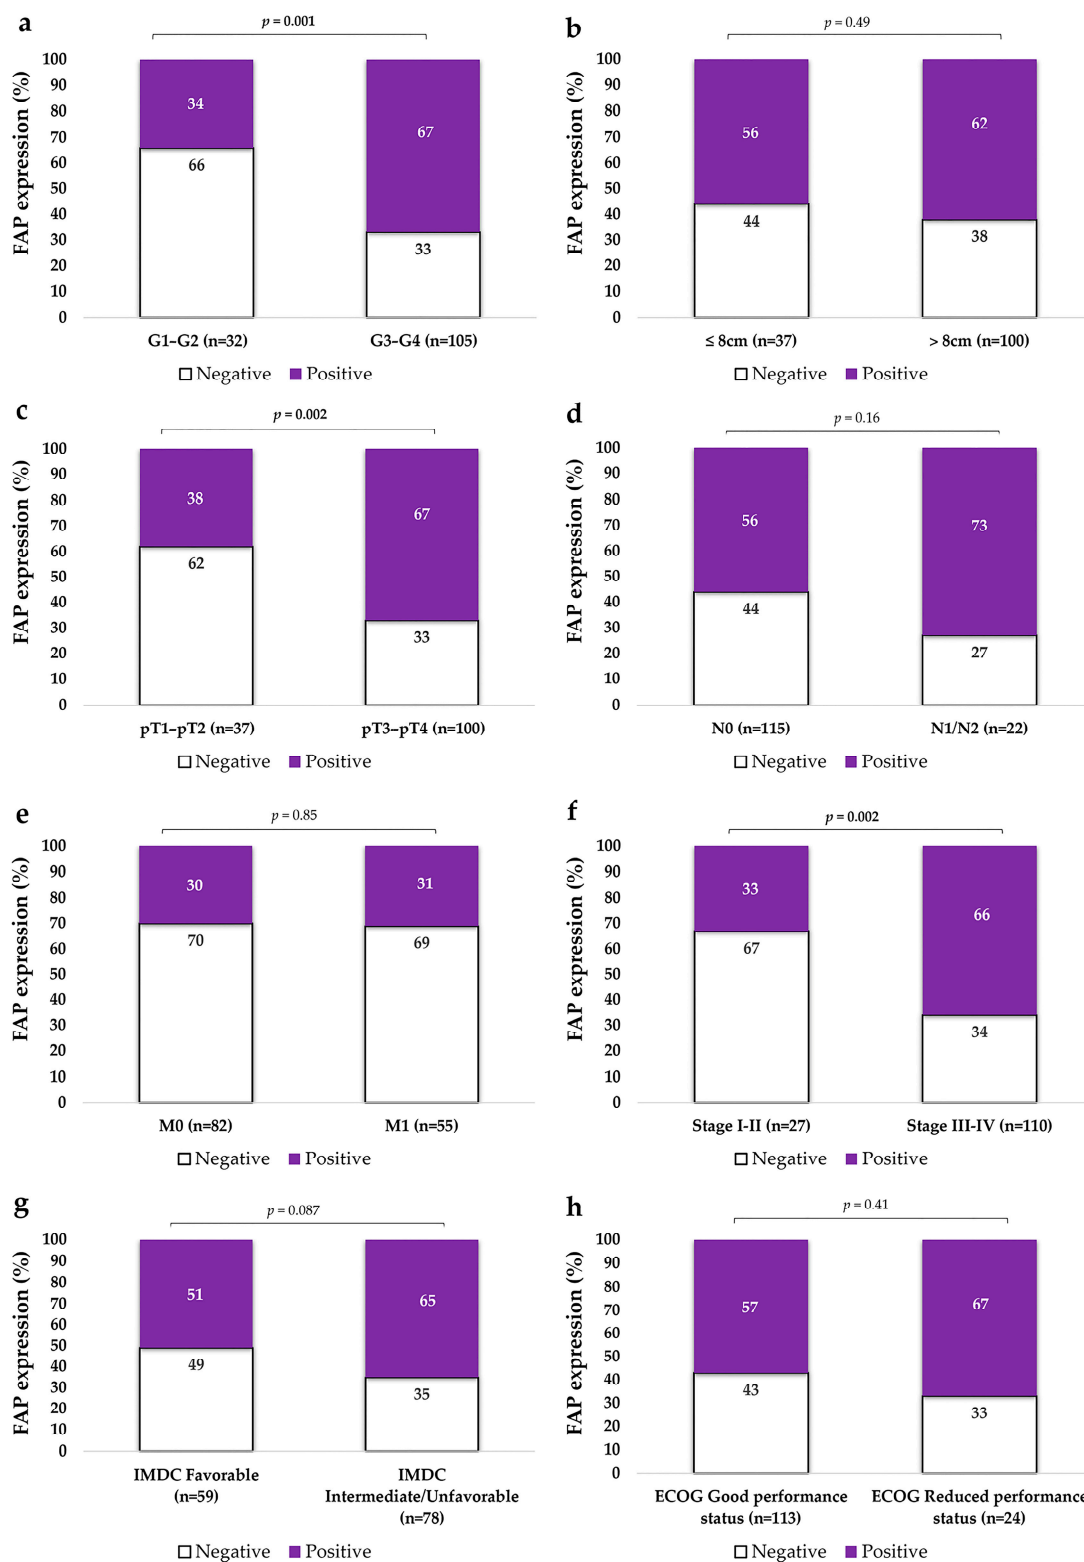 a
p = 0.001
FAP expression (%)
100
90
80
70
60
50
40
30
20
10
0
34
66
67
33
G1–G2 (n=32)
G3–G4 (n=105)
Negative
Positive
b
p = 0.49
FAP expression (%)
100
90
80
70
60
50
40
30
20
10
0
56
44
62
38
≤ 8cm (n=37)
> 8cm (n=100)
Negative
Positive
c
p = 0.002
FAP expression (%)
100
90
80
70
60
50
40
30
20
10
0
38
62
67
33
pT1–pT2 (n=37)
pT3–pT4 (n=100)
Negative
Positive
d
p = 0.16
FAP expression (%)
100
90
80
70
60
50
40
30
20
10
0
56
44
73
27
N0 (n=115)
N1/N2 (n=22)
Negative
Positive
e
p = 0.85
FAP expression (%)
100
90
80
70
60
50
40
30
20
10
0
30
70
31
69
M0 (n=82)
M1 (n=55)
Negative
Positive
f
p = 0.002
FAP expression (%)
100
90
80
70
60
50
40
30
20
10
0
33
67
66
34
Stage I-II (n=27)
Stage III-IV (n=110)
Negative
Positive
g
p = 0.087
FAP expression (%)
100
90
80
70
60
50
40
30
20
10
0
51
49
65
35
IMDC Favorable
(n=59)
IMDC
Intermediate/Unfavorable
(n=78)
Negative
Positive
h
p = 0.41
FAP expression (%)
100
90
80
70
60
50
40
30
20
10
0
57
43
67
33
ECOG Good performance
status (n=113)
ECOG Reduced performance
status (n=24)
Negative
Positive